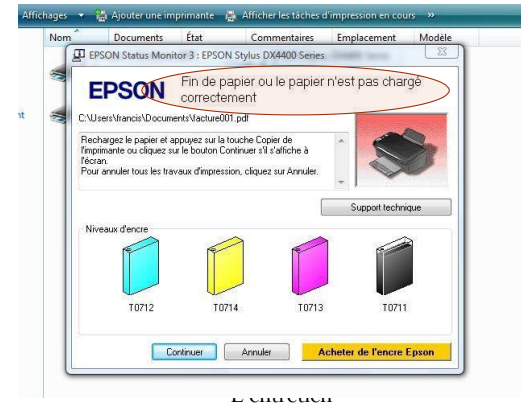 Affichages Ajouter une imprimante Afficher les tâches d'impression en cours »
Nom Documents État Commentaires Emplacement Modèle
EPSON Status Monitor 3 : EPSON Stylus DX4400 Series
EPSON
Fin de papier ou le papier n'est pas chargé
correctement
C:\Users\francis\Documents\facture001.pdf
Rechargez le papier et appuyez sur la touche Copier de
l'imprimante ou cliquez sur le bouton Continuer s'il s'affiche à
l'écran.
Pour annuler tous les travaux d'impression, cliquez sur Annuler.
Support technique
Niveaux d'encre
T0712 T0714 T0713 T0711
Continuer Annuler Acheter de l'encre Epson